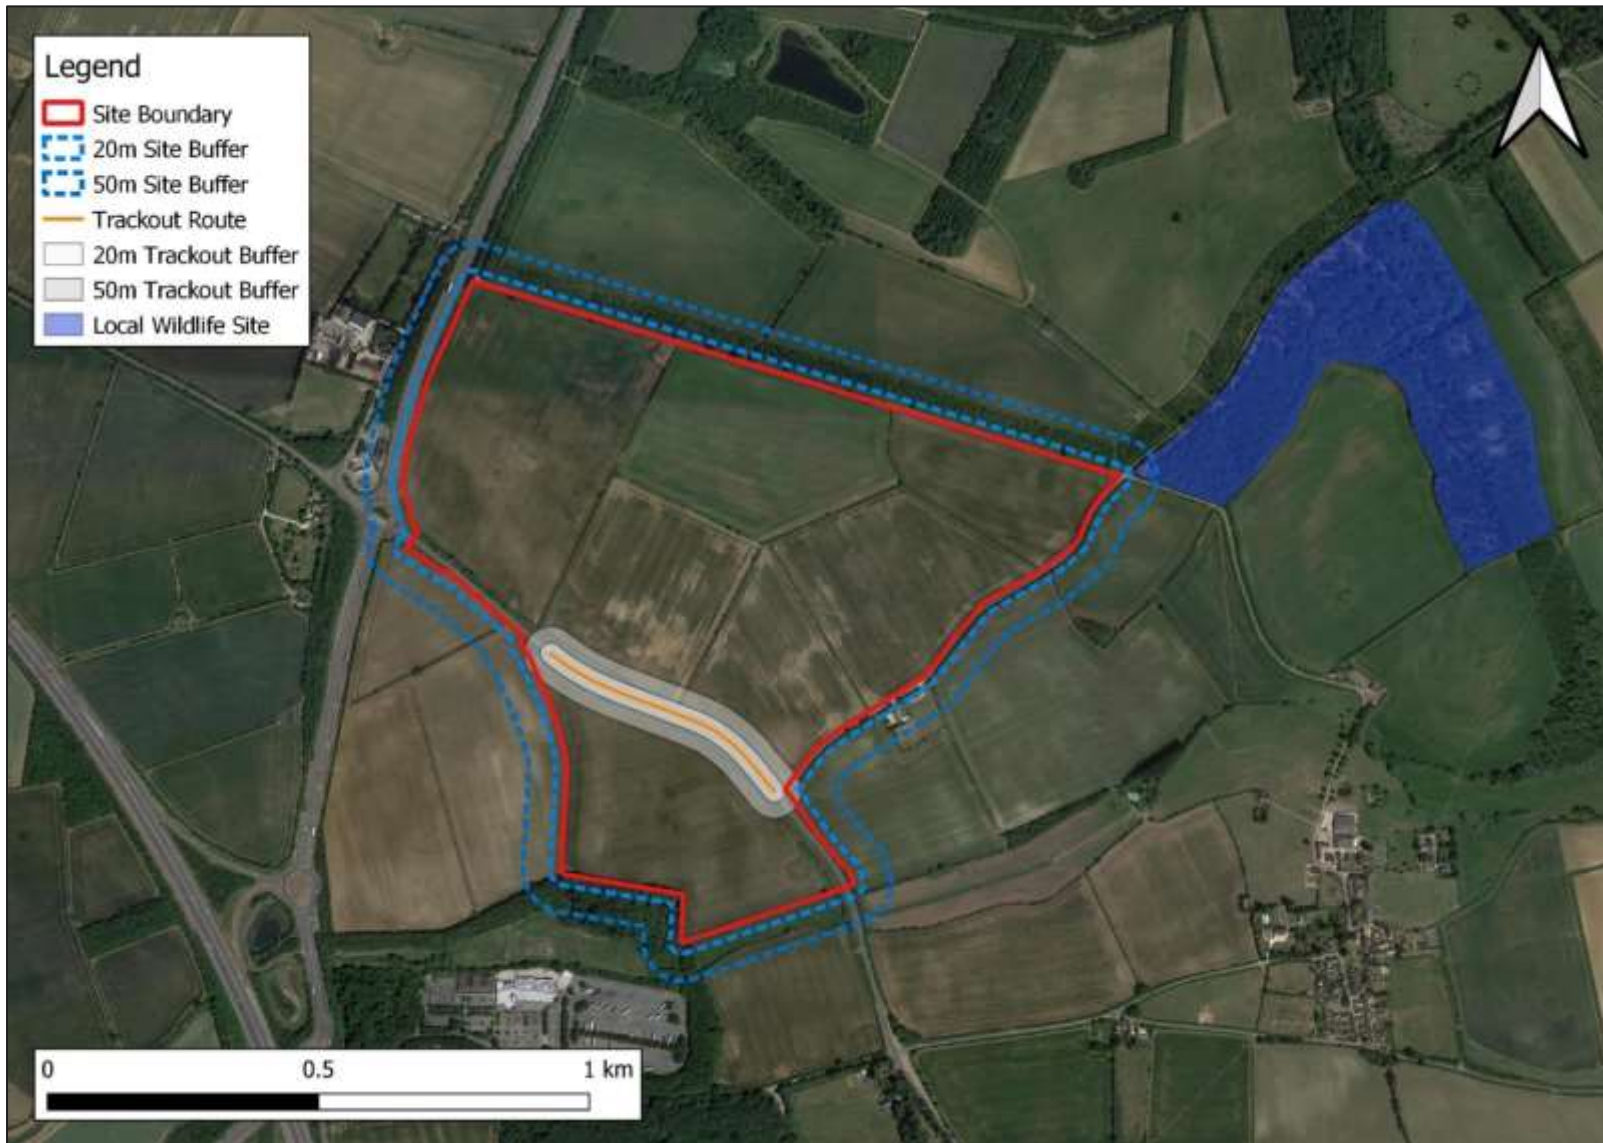 Legend
Site Boundary
20m Site Buffer
50m Site Buffer
Trackout Route
20m Trackout Buffer
50m Trackout Buffer
Local Wildlife Site
0 0.5 1 km